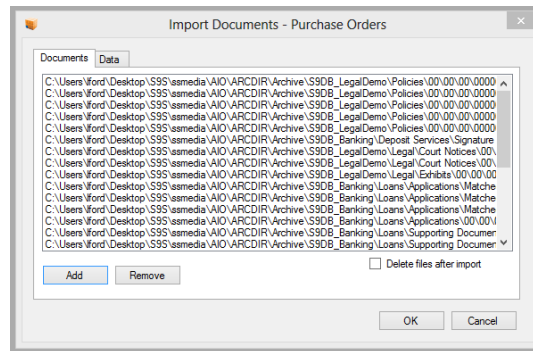 Import Documents - Purchase Orders
Documents Data
C:\Users\lford\Desktop\S9S\ssmedia\AIO\ARCDIR\Archive\S9DB_LegalDemo\Policies\00\00\00\0000
C:\Users\lford\Desktop\S9S\ssmedia\AIO\ARCDIR\Archive\S9DB_LegalDemo\Policies\00\00\00\0000
C:\Users\lford\Desktop\S9S\ssmedia\AIO\ARCDIR\Archive\S9DB_LegalDemo\Policies\00\00\00\0000
C:\Users\lford\Desktop\S9S\ssmedia\AIO\ARCDIR\Archive\S9DB_LegalDemo\Policies\00\00\00\0000
C:\Users\lford\Desktop\S9S\ssmedia\AIO\ARCDIR\Archive\S9DB_LegalDemo\Policies\00\00\00\0000
C:\Users\lford\Desktop\S9S\ssmedia\AIO\ARCDIR\Archive\S9DB_Banking\Deposit Services\Signature
C:\Users\lford\Desktop\S9S\ssmedia\AIO\ARCDIR\Archive\S9DB_LegalDemo\Legal\Court Notices\00\
C:\Users\lford\Desktop\S9S\ssmedia\AIO\ARCDIR\Archive\S9DB_LegalDemo\Legal\Court Notices\00\
C:\Users\lford\Desktop\S9S\ssmedia\AIO\ARCDIR\Archive\S9DB_LegalDemo\Legal\Exhibits\00\00\00
C:\Users\lford\Desktop\S9S\ssmedia\AIO\ARCDIR\Archive\S9DB_Banking\Loans\Applications\Matche
C:\Users\lford\Desktop\S9S\ssmedia\AIO\ARCDIR\Archive\S9DB_Banking\Loans\Applications\Matche
C:\Users\lford\Desktop\S9S\ssmedia\AIO\ARCDIR\Archive\S9DB_Banking\Loans\Applications\Matche
C:\Users\lford\Desktop\S9S\ssmedia\AIO\ARCDIR\Archive\S9DB_Banking\Loans\Applications\00\00\
C:\Users\lford\Desktop\S9S\ssmedia\AIO\ARCDIR\Archive\S9DB_Banking\Loans\Supporting Documen
C:\Users\lford\Desktop\S9S\ssmedia\AIO\ARCDIR\Archive\S9DB_Banking\Loans\Supporting Documen
Add Remove Delete files after import
OK Cancel